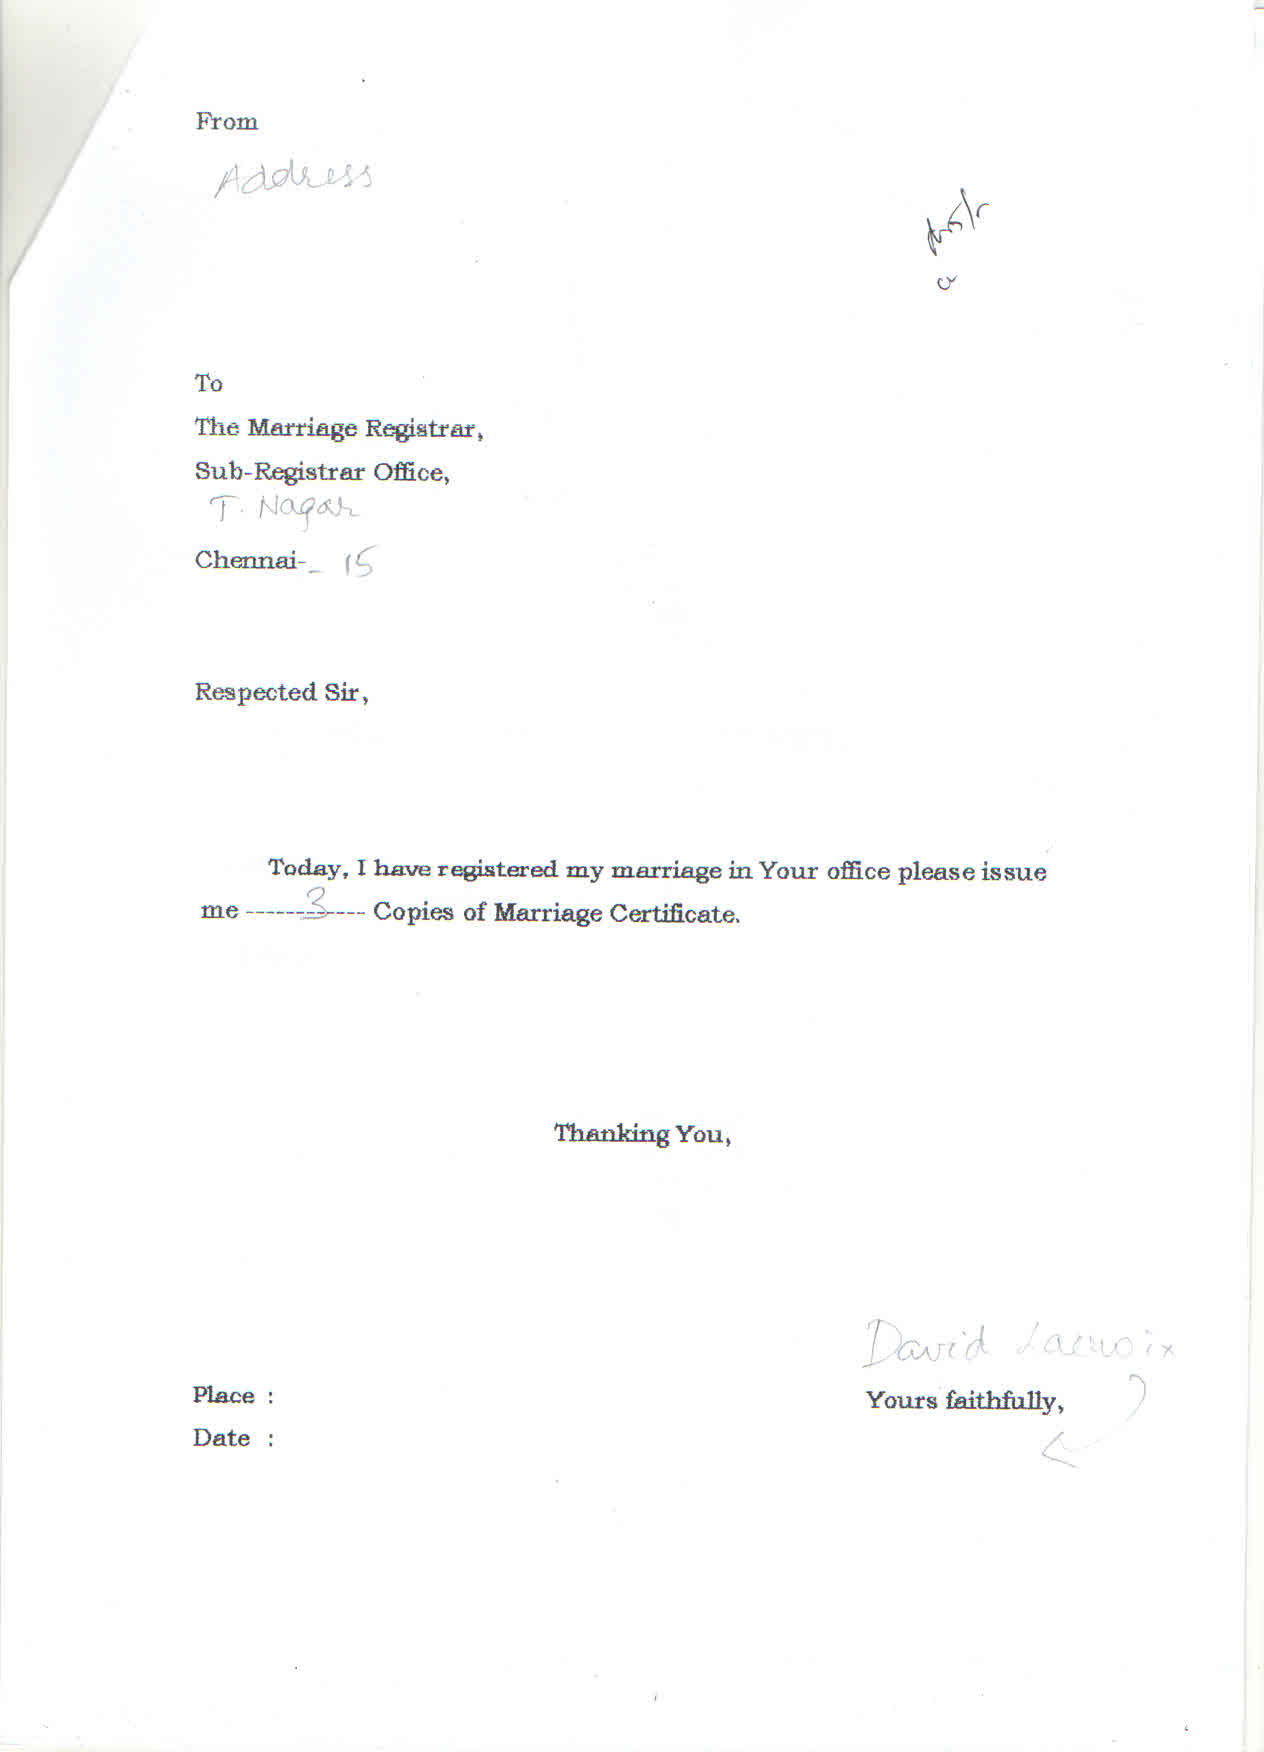 From
Address
To
The Marriage Registrar,
Sub-Registrar Office,
T. Nagar
Chennai-_ 15
Respected Sir,
Today, I have registered my marriage in Your office please issue
me -------3---- Copies of Marriage Certificate.
Thanking You,
David Lacroix
Place :
Yours faithfully,
Date :